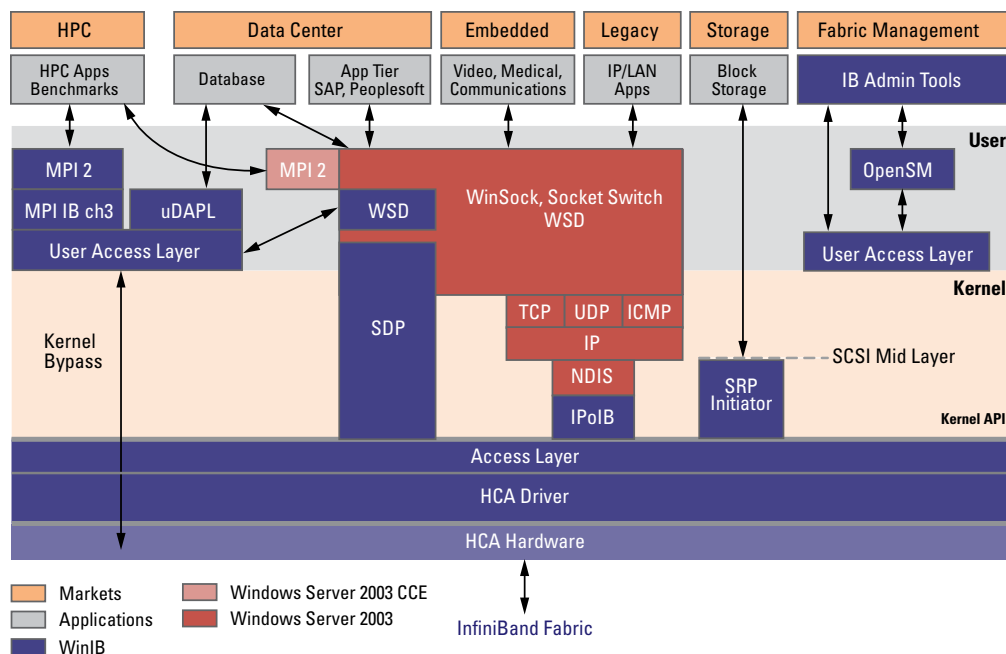 HPC
Data Center
Embedded
Legacy
Storage
Fabric Management
HPC Apps
Benchmarks
Database
App Tier
SAP, Peoplesoft
Video, Medical,
Communications
IP/LAN
Apps
Block
Storage
IB Admin Tools
User
MPI 2
MPI 2
WinSock, Socket Switch
WSD
OpenSM
MPI IB ch3
uDAPL
WSD
User Access Layer
User Access Layer
Kernel
TCP
UDP
ICMP
SDP
IP
Kernel
Bypass
SCSI Mid Layer
NDIS
SRP
Initiator
IPoIB
Kernel API
Access Layer
HCA Driver
HCA Hardware
Markets
Applications
WinIB
Windows Server 2003 CCE
Windows Server 2003
InfiniBand Fabric